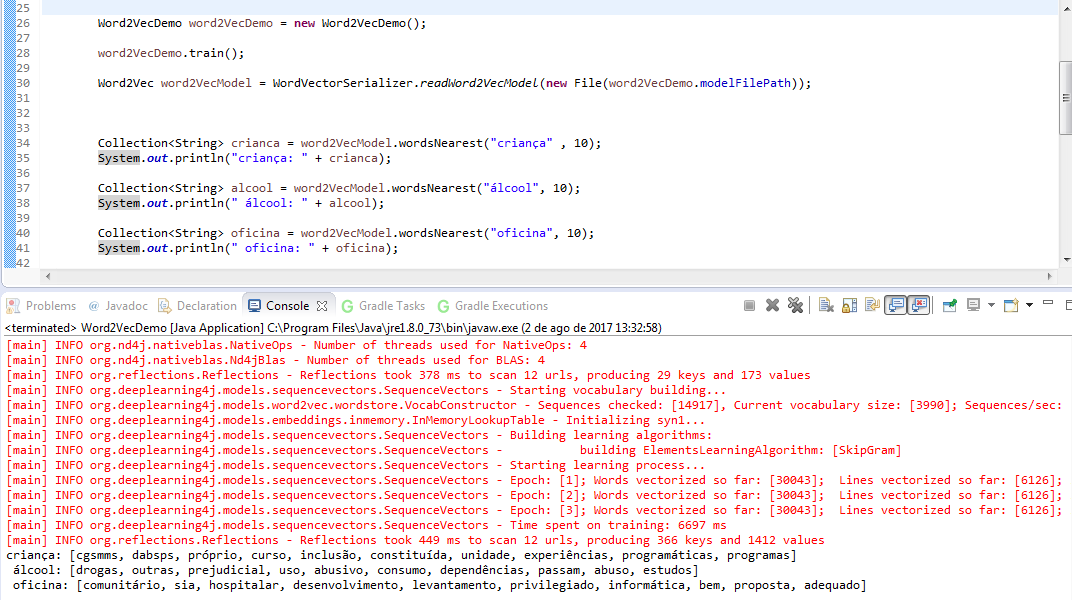 25
26 Word2VecDemo word2VecDemo = new Word2VecDemo();
27
28 word2VecDemo.train();
29
30 Word2Vec word2VecModel = WordVectorSerializer.readWord2VecModel(new File(word2VecDemo.modelFilePath));
31
32
33
34 Collection<String> crianca = word2VecModel.wordsNearest("criança" , 10);
35 System.out.println("criança: " + crianca);
36
37 Collection<String> alcool = word2VecModel.wordsNearest("álcool", 10);
38 System.out.println(" álcool: " + alcool);
39
40 Collection<String> oficina = word2VecModel.wordsNearest("oficina", 10);
41 System.out.println(" oficina: " + oficina);
42
Problems @ Javadoc Declaration Console Gradle Tasks Gradle Executions
<terminated> Word2VecDemo [Java Application] C:\Program Files\Java\jre1.8.0_73\bin\javaw.exe (2 de ago de 2017 13:32:58)
[main] INFO org.nd4j.nativeblas.NativeOps - Number of threads used for NativeOps: 4
[main] INFO org.nd4j.nativeblas.Nd4jBlas - Number of threads used for BLAS: 4
[main] INFO org.reflections.Reflections - Reflections took 378 ms to scan 12 urls, producing 29 keys and 173 values
[main] INFO org.deeplearning4j.models.sequencevectors.SequenceVectors - Starting vocabulary building...
[main] INFO org.deeplearning4j.models.word2vec.wordstore.VocabConstructor - Sequences checked: [14917], Current vocabulary size: [3990]; Sequences/sec:
[main] INFO org.deeplearning4j.models.embeddings.inmemory.InMemoryLookupTable - Initializing syn1...
[main] INFO org.deeplearning4j.models.sequencevectors.SequenceVectors - Building learning algorithms:
[main] INFO org.deeplearning4j.models.sequencevectors.SequenceVectors - building ElementsLearningAlgorithm: [SkipGram]
[main] INFO org.deeplearning4j.models.sequencevectors.SequenceVectors - Starting learning process...
[main] INFO org.deeplearning4j.models.sequencevectors.SequenceVectors - Epoch: [1]; Words vectorized so far: [30043]; Lines vectorized so far: [6126];
[main] INFO org.deeplearning4j.models.sequencevectors.SequenceVectors - Epoch: [2]; Words vectorized so far: [30043]; Lines vectorized so far: [6126];
[main] INFO org.deeplearning4j.models.sequencevectors.SequenceVectors - Epoch: [3]; Words vectorized so far: [30043]; Lines vectorized so far: [6126];
[main] INFO org.deeplearning4j.models.sequencevectors.SequenceVectors - Time spent on training: 6697 ms
[main] INFO org.reflections.Reflections - Reflections took 449 ms to scan 12 urls, producing 366 keys and 1412 values
criança: [cgsmms, dabsps, próprio, curso, inclusão, constituída, unidade, experiências, programáticas, programas]
álcool: [drogas, outras, prejudicial, uso, abusivo, consumo, dependências, passam, abuso, estudos]
oficina: [comunitário, sia, hospitalar, desenvolvimento, levantamento, privilegiado, informática, bem, proposta, adequado]